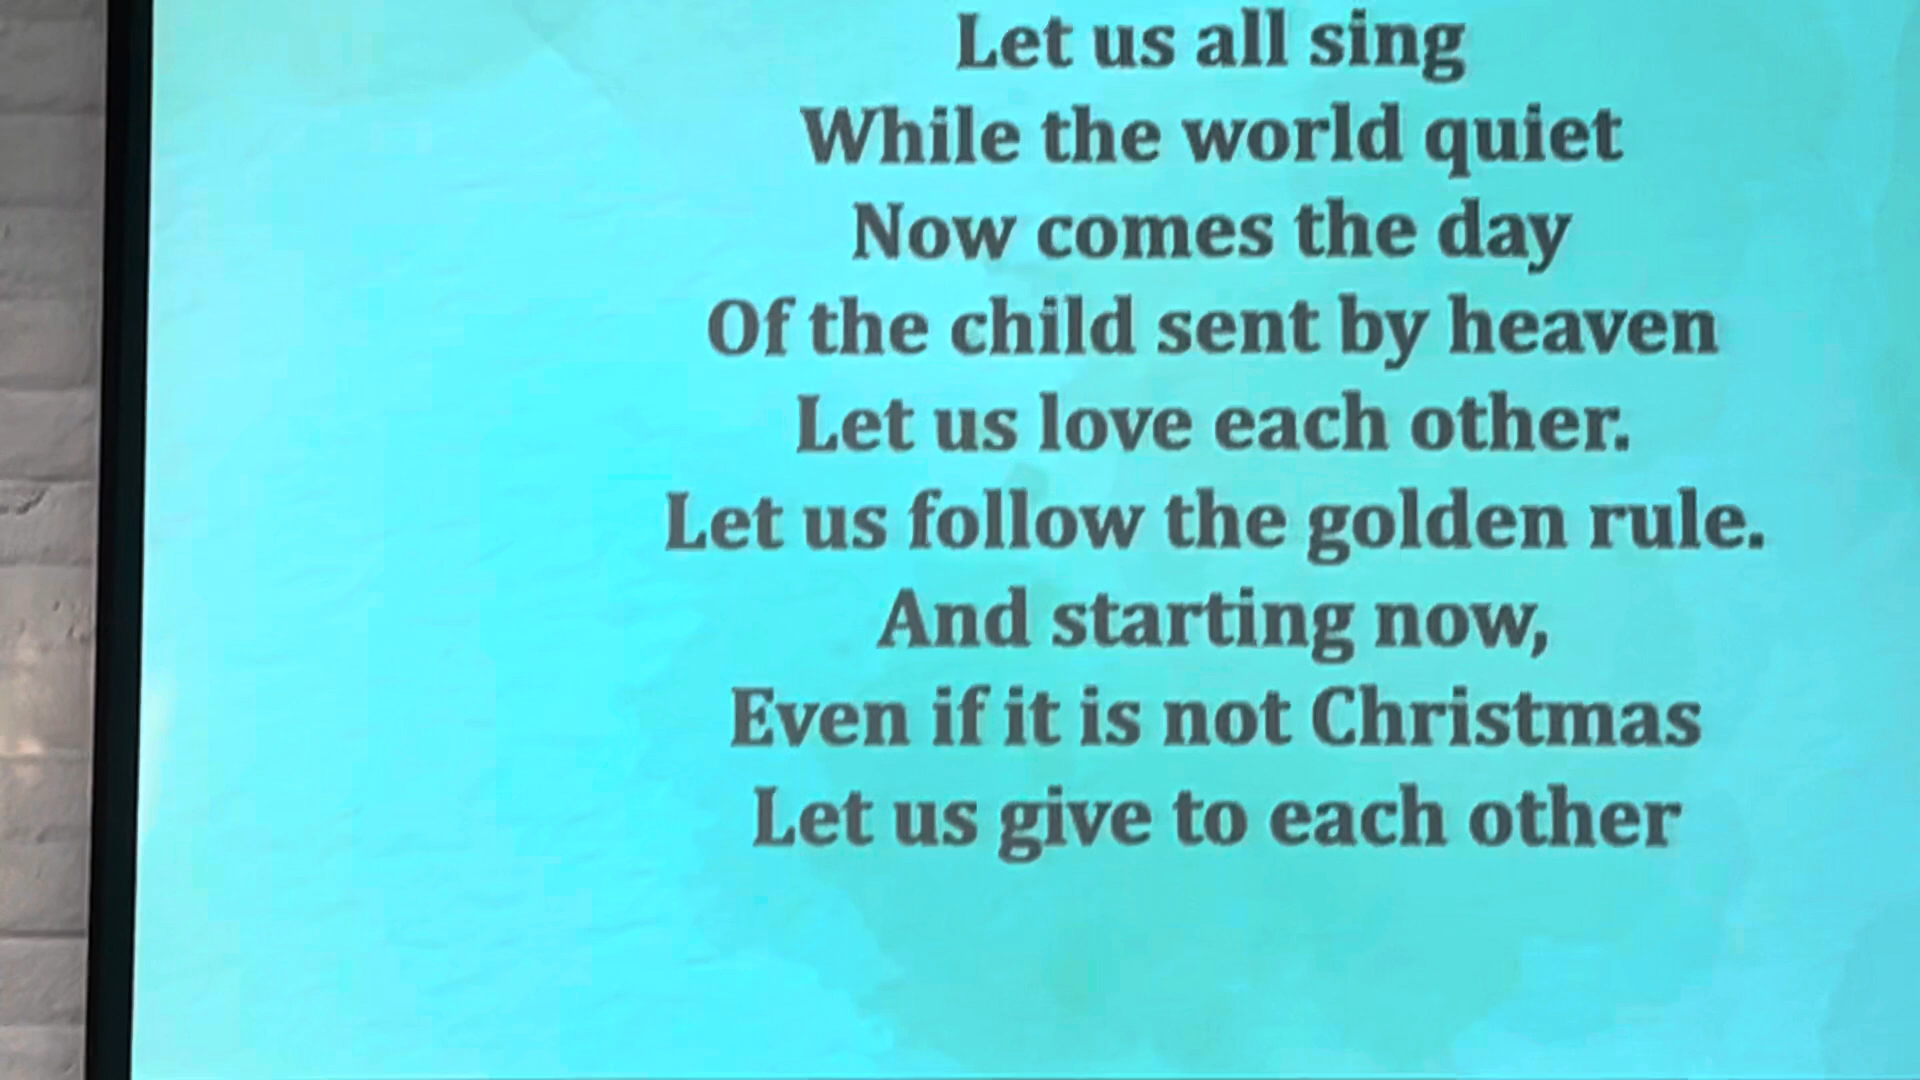 Let us all sing
While the world quiet
Now comes the day
Of the child sent by heaven
Let us love each other.
Let us follow the golden rule.
And starting now,
Even if it is not Christmas
Let us give to each other